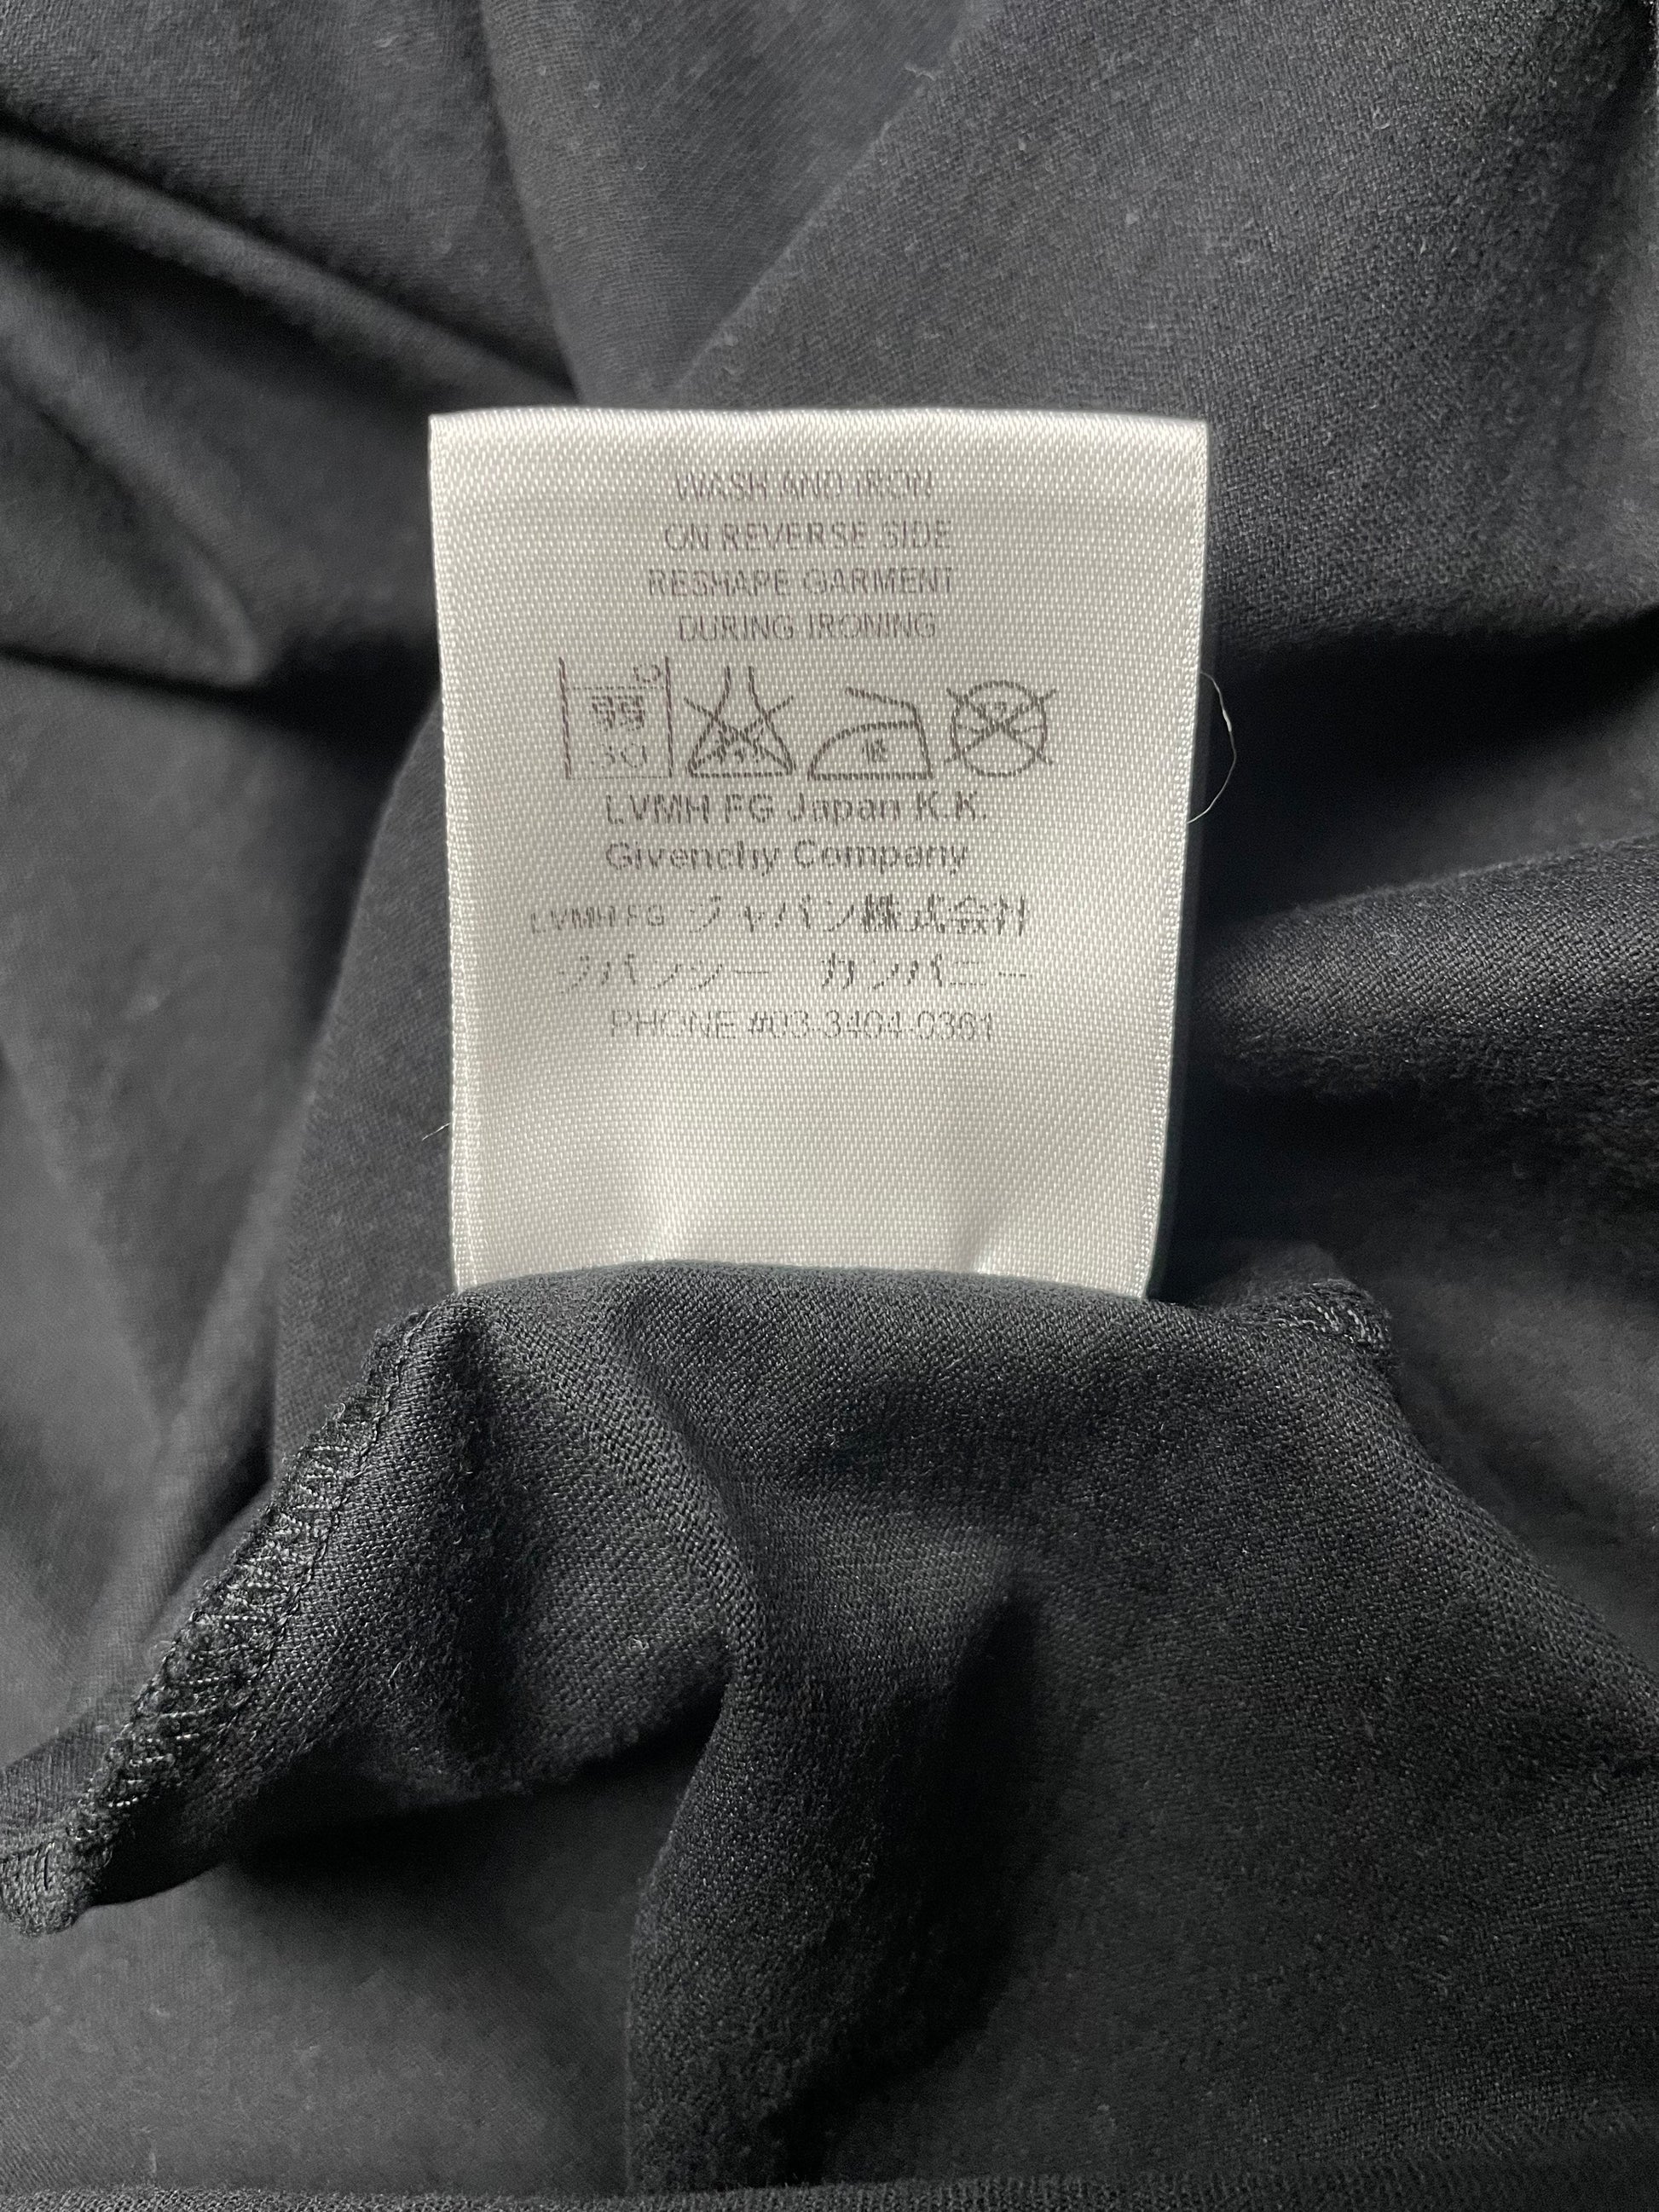 WASH AND IRON
ON REVERSE SIDE
RESHAPE GARMENT
DURING IRONING
弱
30
LVMH FG Japan K.K.
Givenchy Company
LVMH FG ジャパン株式会社
ジバンシー カンパニー
PHONE #03-3404-0361